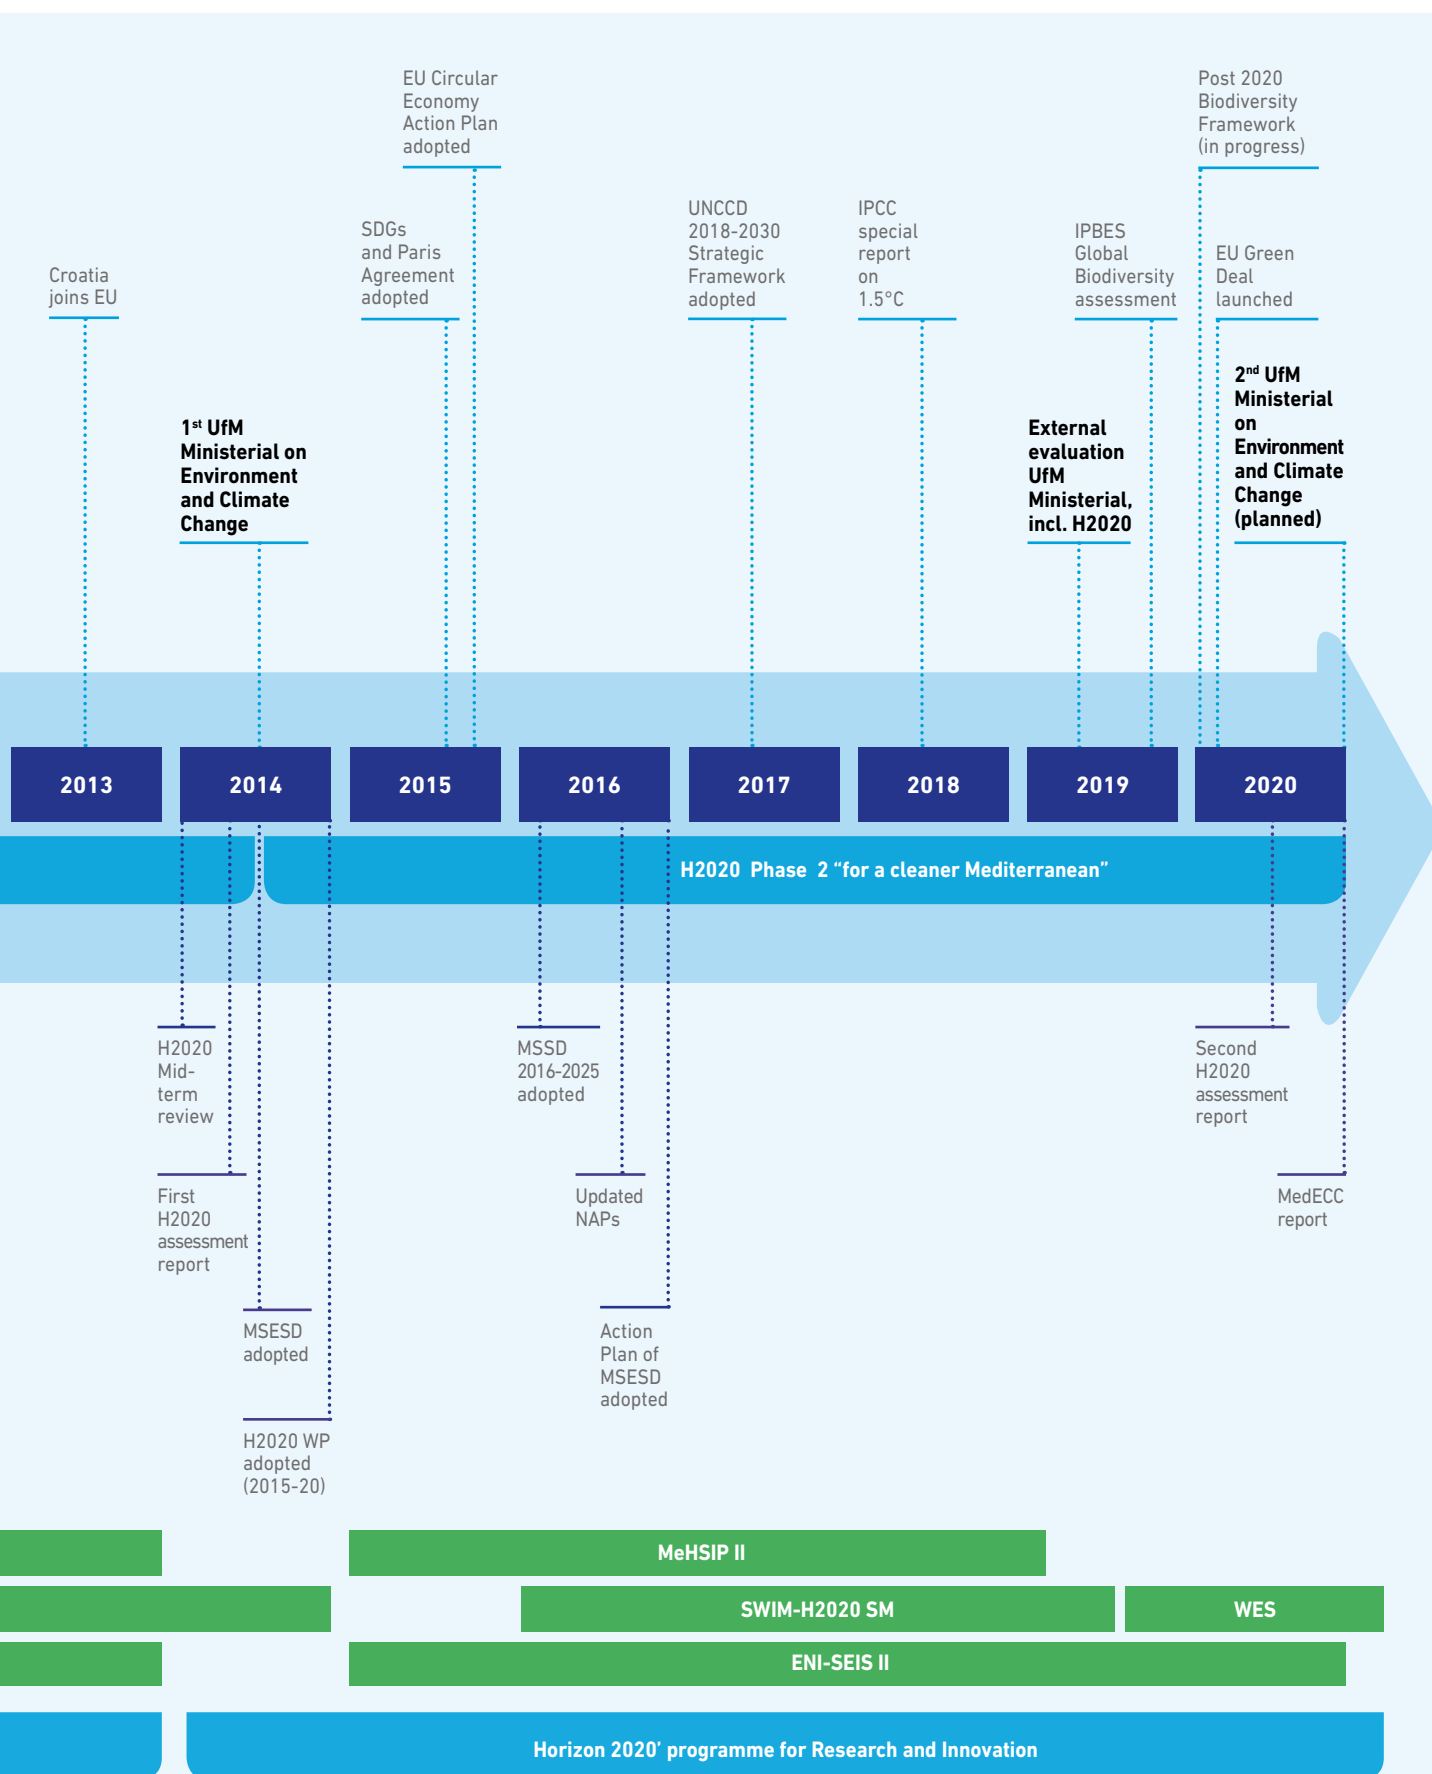 EU Circular
Economy
Action Plan
adopted
Post 2020
Biodiversity
Framework
(in progress)
SDGs
and Paris
Agreement
adopted
UNCCD
2018-2030
Strategic
Framework
adopted
IPCC
special
report
on
1.5°C
IPBES
Global
Biodiversity
assessment
EU Green
Deal
launched
Croatia
joins EU
1st UfM
Ministerial on
Environment
and Climate
Change
External
evaluation
UfM
Ministerial,
incl. H2020
2nd UfM
Ministerial
on
Environment
and Climate
Change
(planned)
2013
2014
2015
2016
2017
2018
2019
2020
H2020 Phase 2 “for a cleaner Mediterranean”
H2020
Mid-
term
review
MSSD
2016-2025
adopted
Second
H2020
assessment
report
First
H2020
assessment
report
Updated
NAPs
MedECC
report
MSESD
adopted
Action
Plan of
MSESD
adopted
H2020 WP
adopted
(2015-20)
MeHSIP II
SWIM-H2020 SM
WES
ENI-SEIS II
Horizon 2020’ programme for Research and Innovation